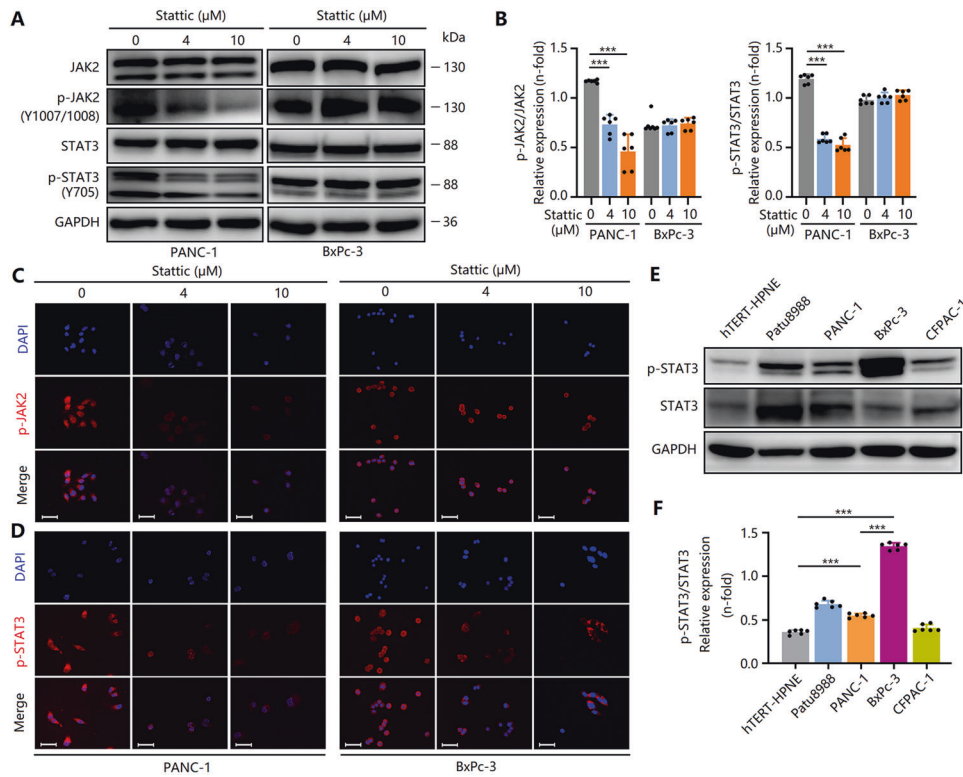 A
Stattic (μM)
Stattic (μM)
0 4 10 0 4 10 kDa
JAK2
130
p-JAK2
(Y1007/1008)
130
STAT3
88
p-STAT3
(Y705)
88
GAPDH
36
PANC-1 BxPc-3
B
p-JAK2/JAK2
Relative expression (n-fold)
1.5
1.0
0.5
0
***
***
Stattic 0 4 10 0 4 10
(μM)
PANC-1 BxPc-3
p-STAT3/STAT3
Relative expression (n-fold)
1.5
1.0
0.5
0
***
***
Stattic 0 4 10 0 4 10
(μM)
PANC-1 BxPc-3
C
Stattic (μM) Stattic (μM)
0 4 10 0 4 10
DAPI
p-JAK2
Merge
D
DAPI
p-STAT3
Merge
PANC-1 BxPc-3
E
hTERT-HPNE Patu8988 PANC-1 BxPc-3 CFPAC-1
p-STAT3
STAT3
GAPDH
F
p-STAT3/STAT3
Relative expression
(n-fold)
1.5
1.0
0.5
1.0
***
***
***
hTERT-HPNE Patu8988 PANC-1 BxPc-3 CFPAC-1